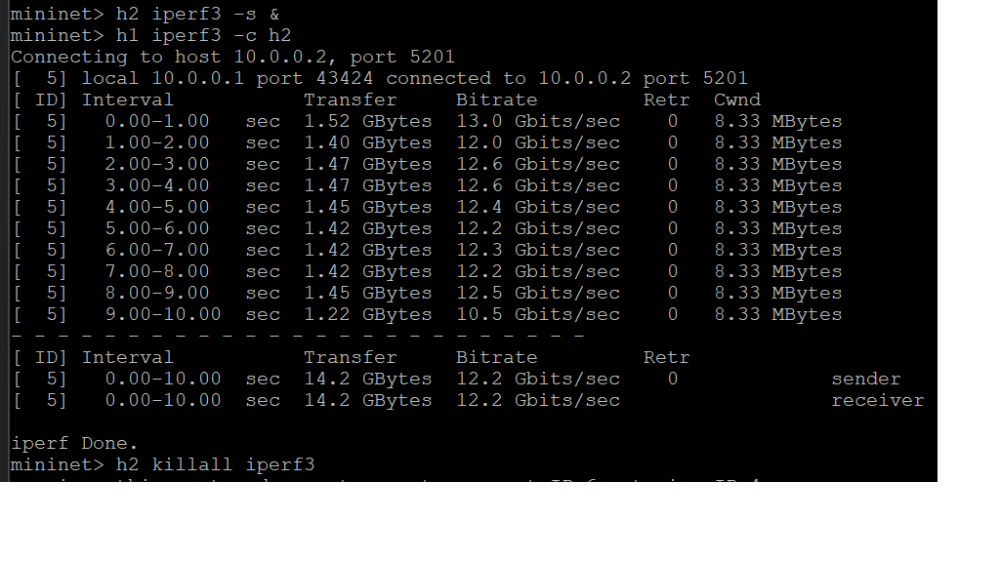 mininet> h2 iperf3 -s &
mininet> h1 iperf3 -c h2
Connecting to host 10.0.0.2, port 5201
[  5] local 10.0.0.1 port 43424 connected to 10.0.0.2 port 5201
[ ID] Interval           Transfer     Bitrate         Retr  Cwnd
[  5]   0.00-1.00   sec  1.52 GBytes  13.0 Gbits/sec    0   8.33 MBytes
[  5]   1.00-2.00   sec  1.40 GBytes  12.0 Gbits/sec    0   8.33 MBytes
[  5]   2.00-3.00   sec  1.47 GBytes  12.6 Gbits/sec    0   8.33 MBytes
[  5]   3.00-4.00   sec  1.47 GBytes  12.6 Gbits/sec    0   8.33 MBytes
[  5]   4.00-5.00   sec  1.45 GBytes  12.4 Gbits/sec    0   8.33 MBytes
[  5]   5.00-6.00   sec  1.42 GBytes  12.2 Gbits/sec    0   8.33 MBytes
[  5]   6.00-7.00   sec  1.42 GBytes  12.3 Gbits/sec    0   8.33 MBytes
[  5]   7.00-8.00   sec  1.42 GBytes  12.2 Gbits/sec    0   8.33 MBytes
[  5]   8.00-9.00   sec  1.45 GBytes  12.5 Gbits/sec    0   8.33 MBytes
[  5]   9.00-10.00  sec  1.22 GBytes  10.5 Gbits/sec    0   8.33 MBytes
- - - - - - - - - - - - - - - - - - - - - - - - -
[ ID] Interval           Transfer     Bitrate         Retr
[  5]   0.00-10.00  sec  14.2 GBytes  12.2 Gbits/sec    0             sender
[  5]   0.00-10.00  sec  14.2 GBytes  12.2 Gbits/sec                  receiver
iperf Done.
mininet> h2 killall iperf3